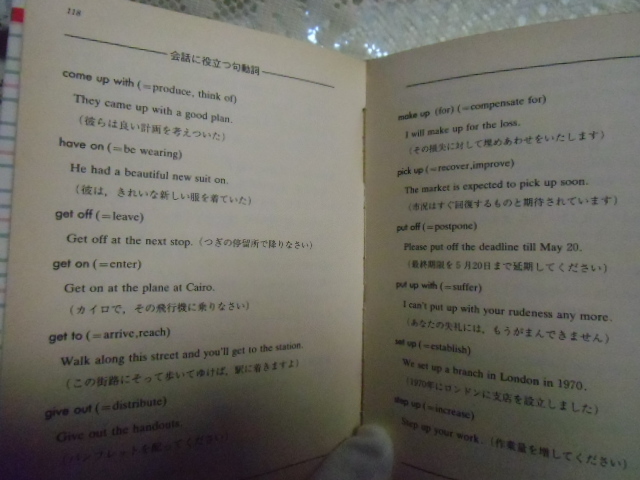 118
会話に役立つ句動詞
come up with (=produce, think of)
They came up with a good plan.
(彼らは良い計画を考えついた)
have on (=be wearing)
He had a beautiful new suit on.
(彼は，きれいな新しい服を着ていた)
get off (=leave)
Get off at the next stop. (つぎの停留所で降りなさい)
get on (=enter)
Get on at the plane at Cairo.
(カイロで，その飛行機に乗りなさい)
get to (=arrive,reach)
Walk along this street and you'll get to the station.
(この街路にそって歩いてゆけば，駅に着きますよ)
give out (=distribute)
Give out the handouts.
(パンフレットを配ってください)
make up (for) (=compensate for)
I will make up for the loss.
(その損失に対して埋めあわせをいたします)
pick up (=recover,improve)
The market is expected to pick up soon.
(市況はすぐ回復するものと期待されています)
put off (=postpone)
Please put off the deadline till May 20.
(最終期限を5月20日まで延期してください)
put up with (=suffer)
I can't put up with your rudeness any more.
(あなたの失礼には，もうがまんできません)
set up (=establish)
We set up a branch in London in 1970.
(1970年にロンドンに支店を設立しました)
step up (=increase)
Step up your work. (作業量を増してください)